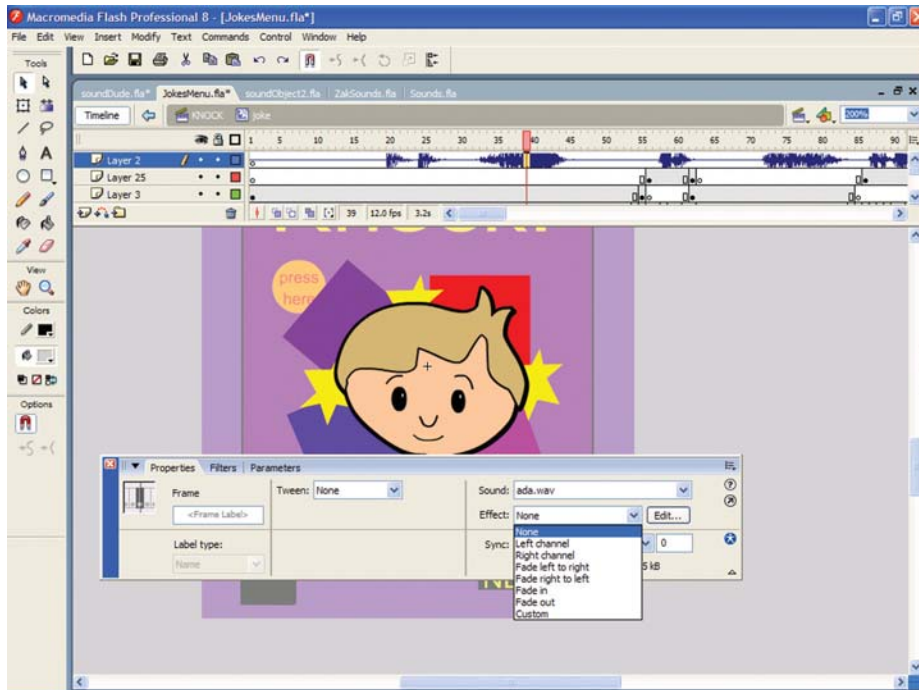 Macromedia Flash Professional 8 - [JokesMenu.fla*]
File Edit View Insert Modify Text Commands Control Window Help
Tools
soundDude.fla* JokesMenu.fla* soundObject2.fla ZakSounds.fla Sounds.fla
Timeline KNOCK joke 200%
1 5 10 15 20 25 30 35 40 45 50 55 60 65 70 75 80 85 90
Layer 2
Layer 25
Layer 3
39 12.0 fps 3.2s
View
Colors
Options
press
here
Properties Filters Parameters
Frame Tween: None Sound: ada.wav
<Frame Label> Effect: None Edit...
Label type: Sync: 0
Name
None
Left channel
Right channel
Fade left to right
Fade right to left
Fade in
Fade out
Custom
5 kB